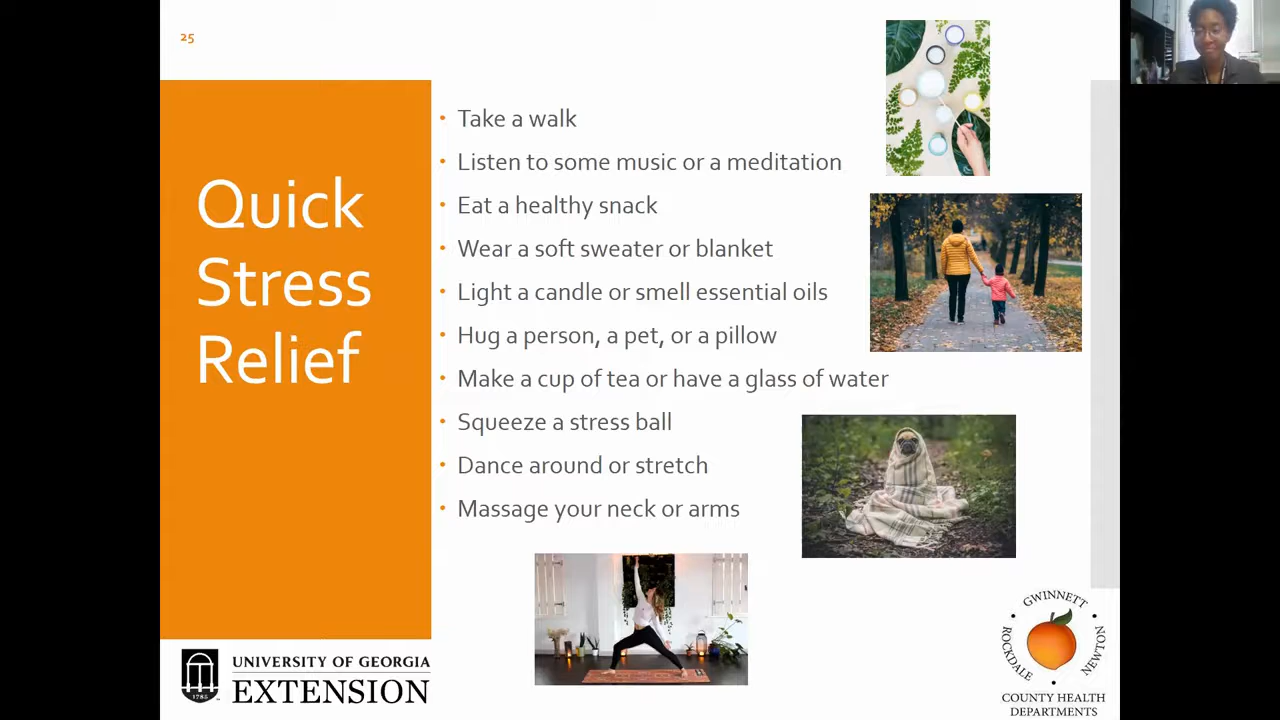 25
Quick
Stress
Relief
• Take a walk
• Listen to some music or a meditation
• Eat a healthy snack
• Wear a soft sweater or blanket
• Light a candle or smell essential oils
• Hug a person, a pet, or a pillow
• Make a cup of tea or have a glass of water
• Squeeze a stress ball
• Dance around or stretch
• Massage your neck or arms
1785
UNIVERSITY OF GEORGIA
EXTENSION
GWINNETT
ROCKDALE
NEWTON
COUNTY HEALTH
DEPARTMENTS